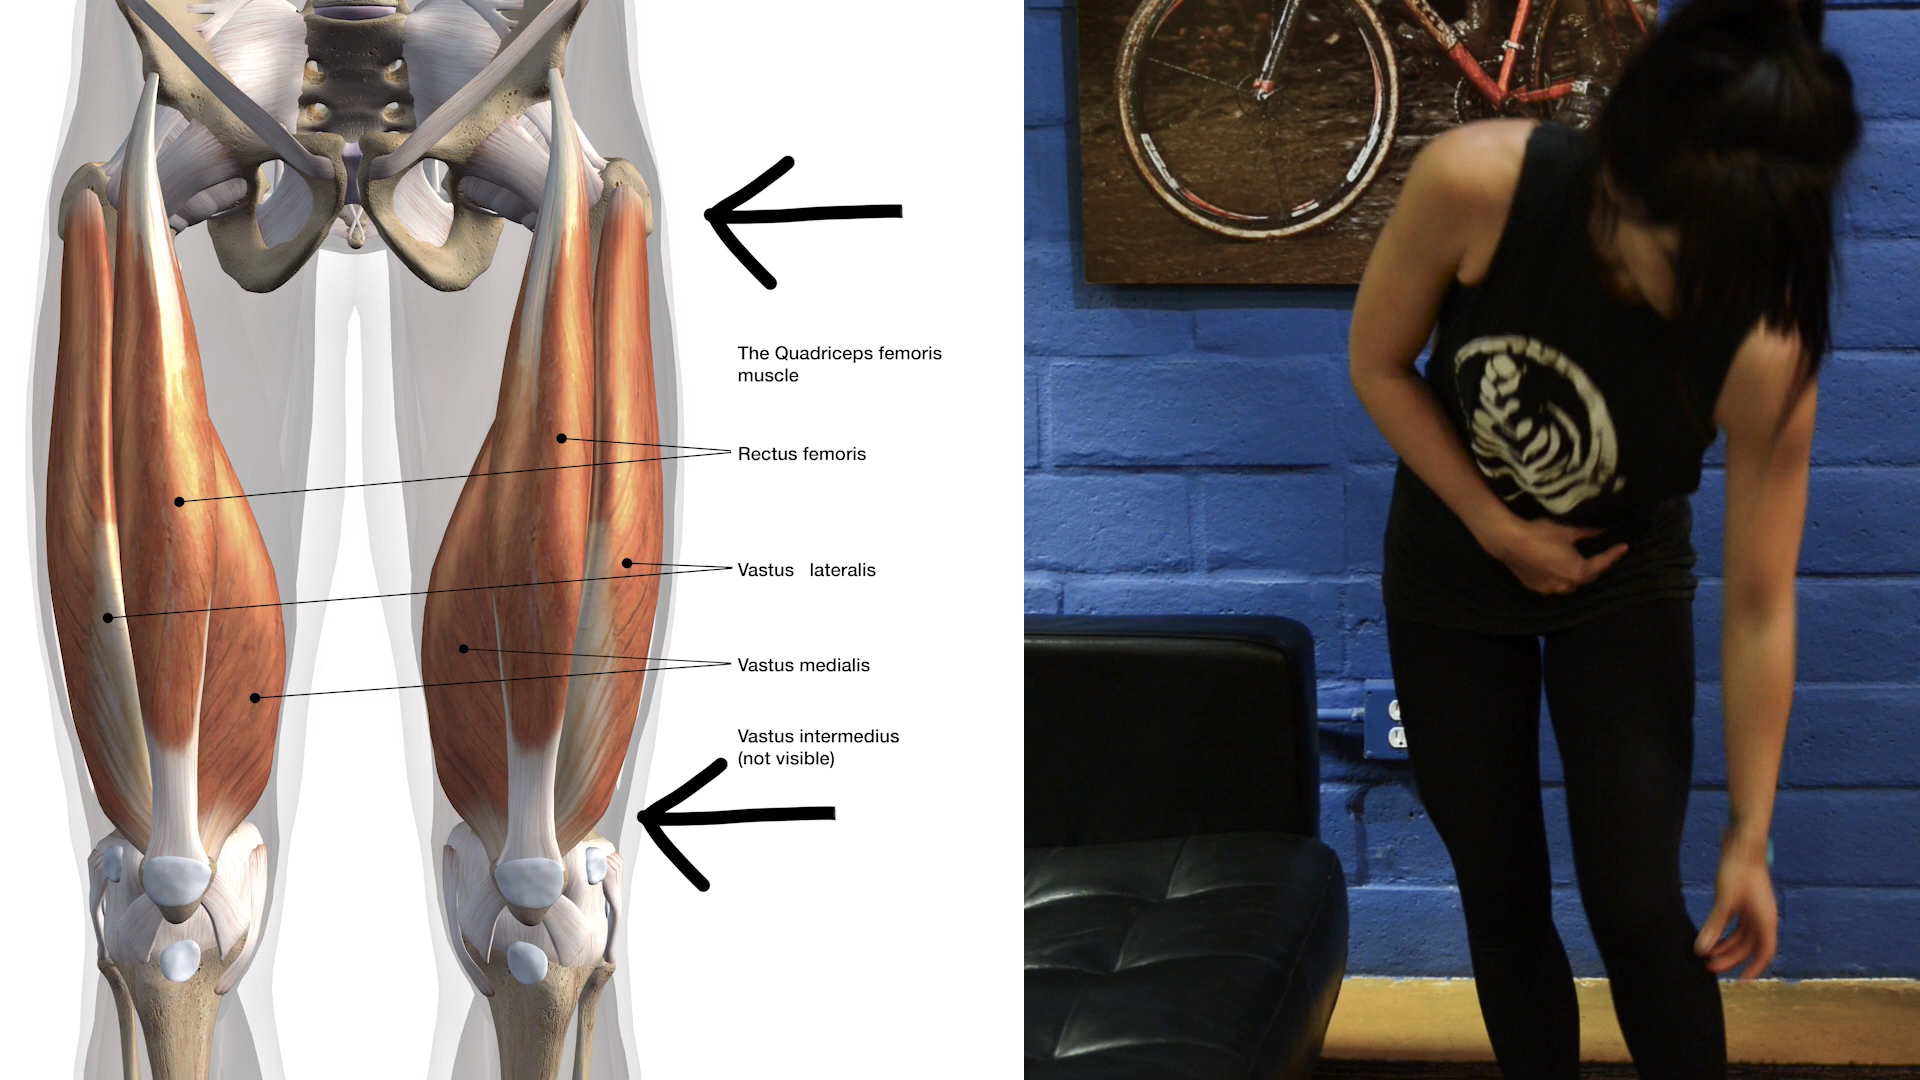 The Quadriceps femoris
muscle
Rectus femoris
Vastus lateralis
Vastus medialis
Vastus intermedius
(not visible)